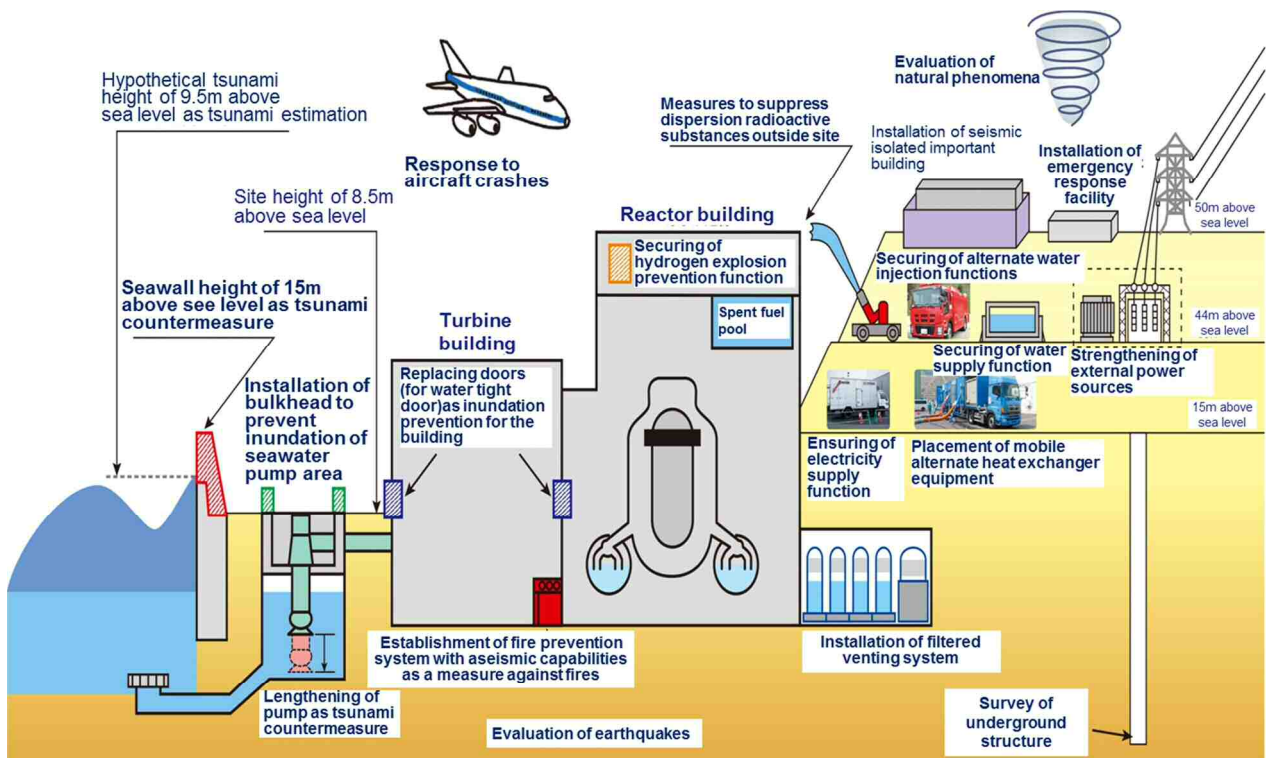 Hypothetical tsunami
height of 9.5m above
sea level as tsunami estimation
Response to
aircraft crashes
Measures to suppress
dispersion radioactive
substances outside site
Evaluation of
natural phenomena
Installation of seismic
isolated important
building
Installation of
emergency
response
facility
50m above
sea level
Site height of 8.5m
above sea level
Reactor building
Securing of
hydrogen explosion
prevention function
Spent fuel
pool
Securing of alternate water
injection functions
44m above
sea level
Seawall height of 15m
above see level as tsunami
countermeasure
Turbine
building
Replacing doors
(for water tight
door)as inundation
prevention for the
building
Securing of water
supply function
Strengthening of
external power
sources
15m above
sea level
Installation of
bulkhead to
prevent
inundation of
seawater
pump area
Ensuring of
electricity
supply
function
Placement of mobile
alternate heat exchanger
equipment
Establishment of fire prevention
system with aseismic capabilities
as a measure against fires
Installation of filtered
venting system
Lengthening of
pump as tsunami
countermeasure
Evaluation of earthquakes
Survey of
underground
structure